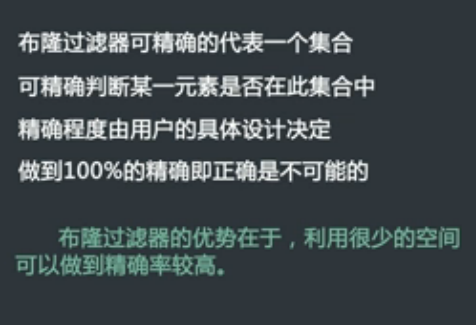 布隆过滤器可精确的代表一个集合
可精确判断某一元素是否在此集合中
精确程度由用户的具体设计决定
做到100%的精确即正确是不可能的
布隆过滤器的优势在于，利用很少的空间
可以做到精确率较高。